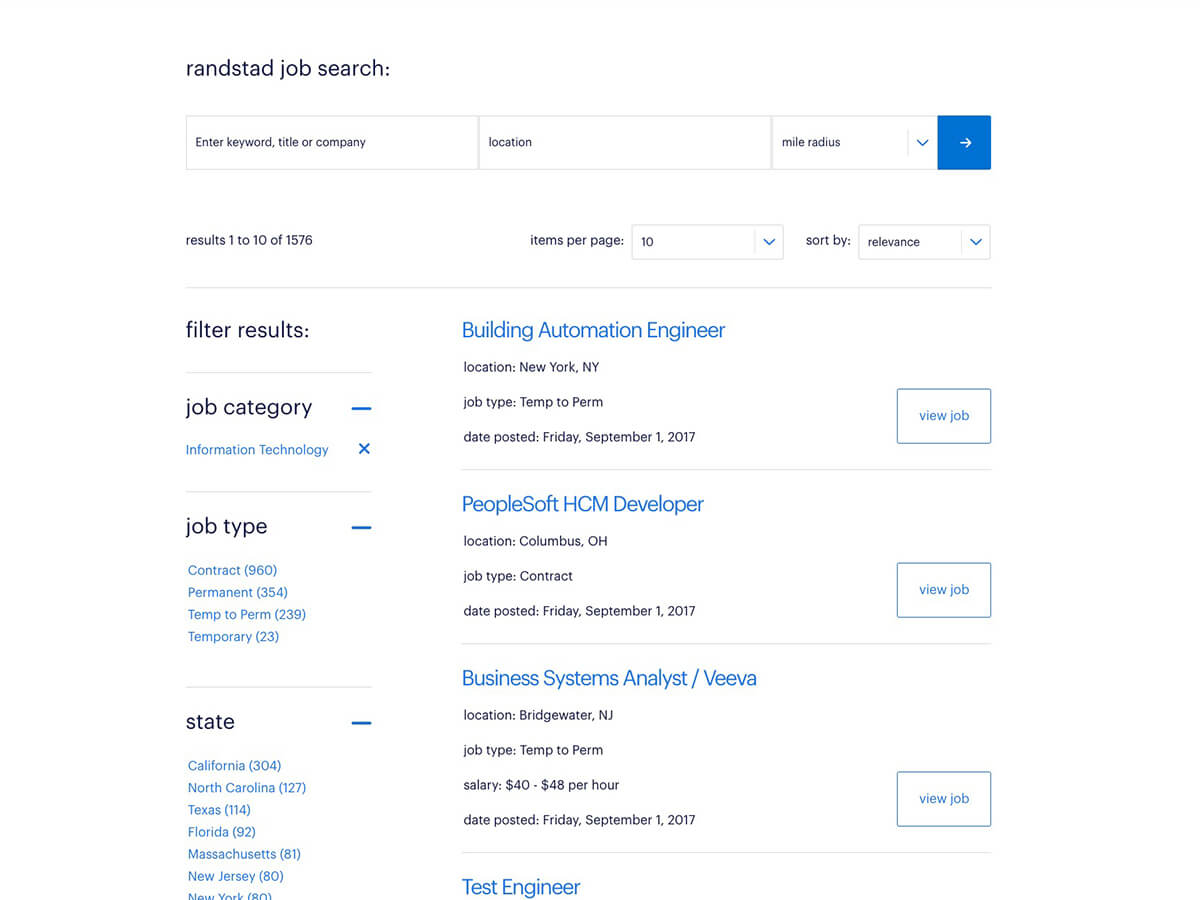 randstad job search:
Enter keyword, title or company
location
mile radius
results 1 to 10 of 1576
items per page:
10
sort by:
relevance
filter results:
job category
Information Technology
job type
Contract (960)
Permanent (354)
Temp to Perm (239)
Temporary (23)
state
California (304)
North Carolina (127)
Texas (114)
Florida (92)
Massachusetts (81)
New Jersey (80)
New York (80)
Building Automation Engineer
location: New York, NY
job type: Temp to Perm
date posted: Friday, September 1, 2017
view job
PeopleSoft HCM Developer
location: Columbus, OH
job type: Contract
date posted: Friday, September 1, 2017
view job
Business Systems Analyst / Veeva
location: Bridgewater, NJ
job type: Temp to Perm
salary: $40 - $48 per hour
date posted: Friday, September 1, 2017
view job
Test Engineer